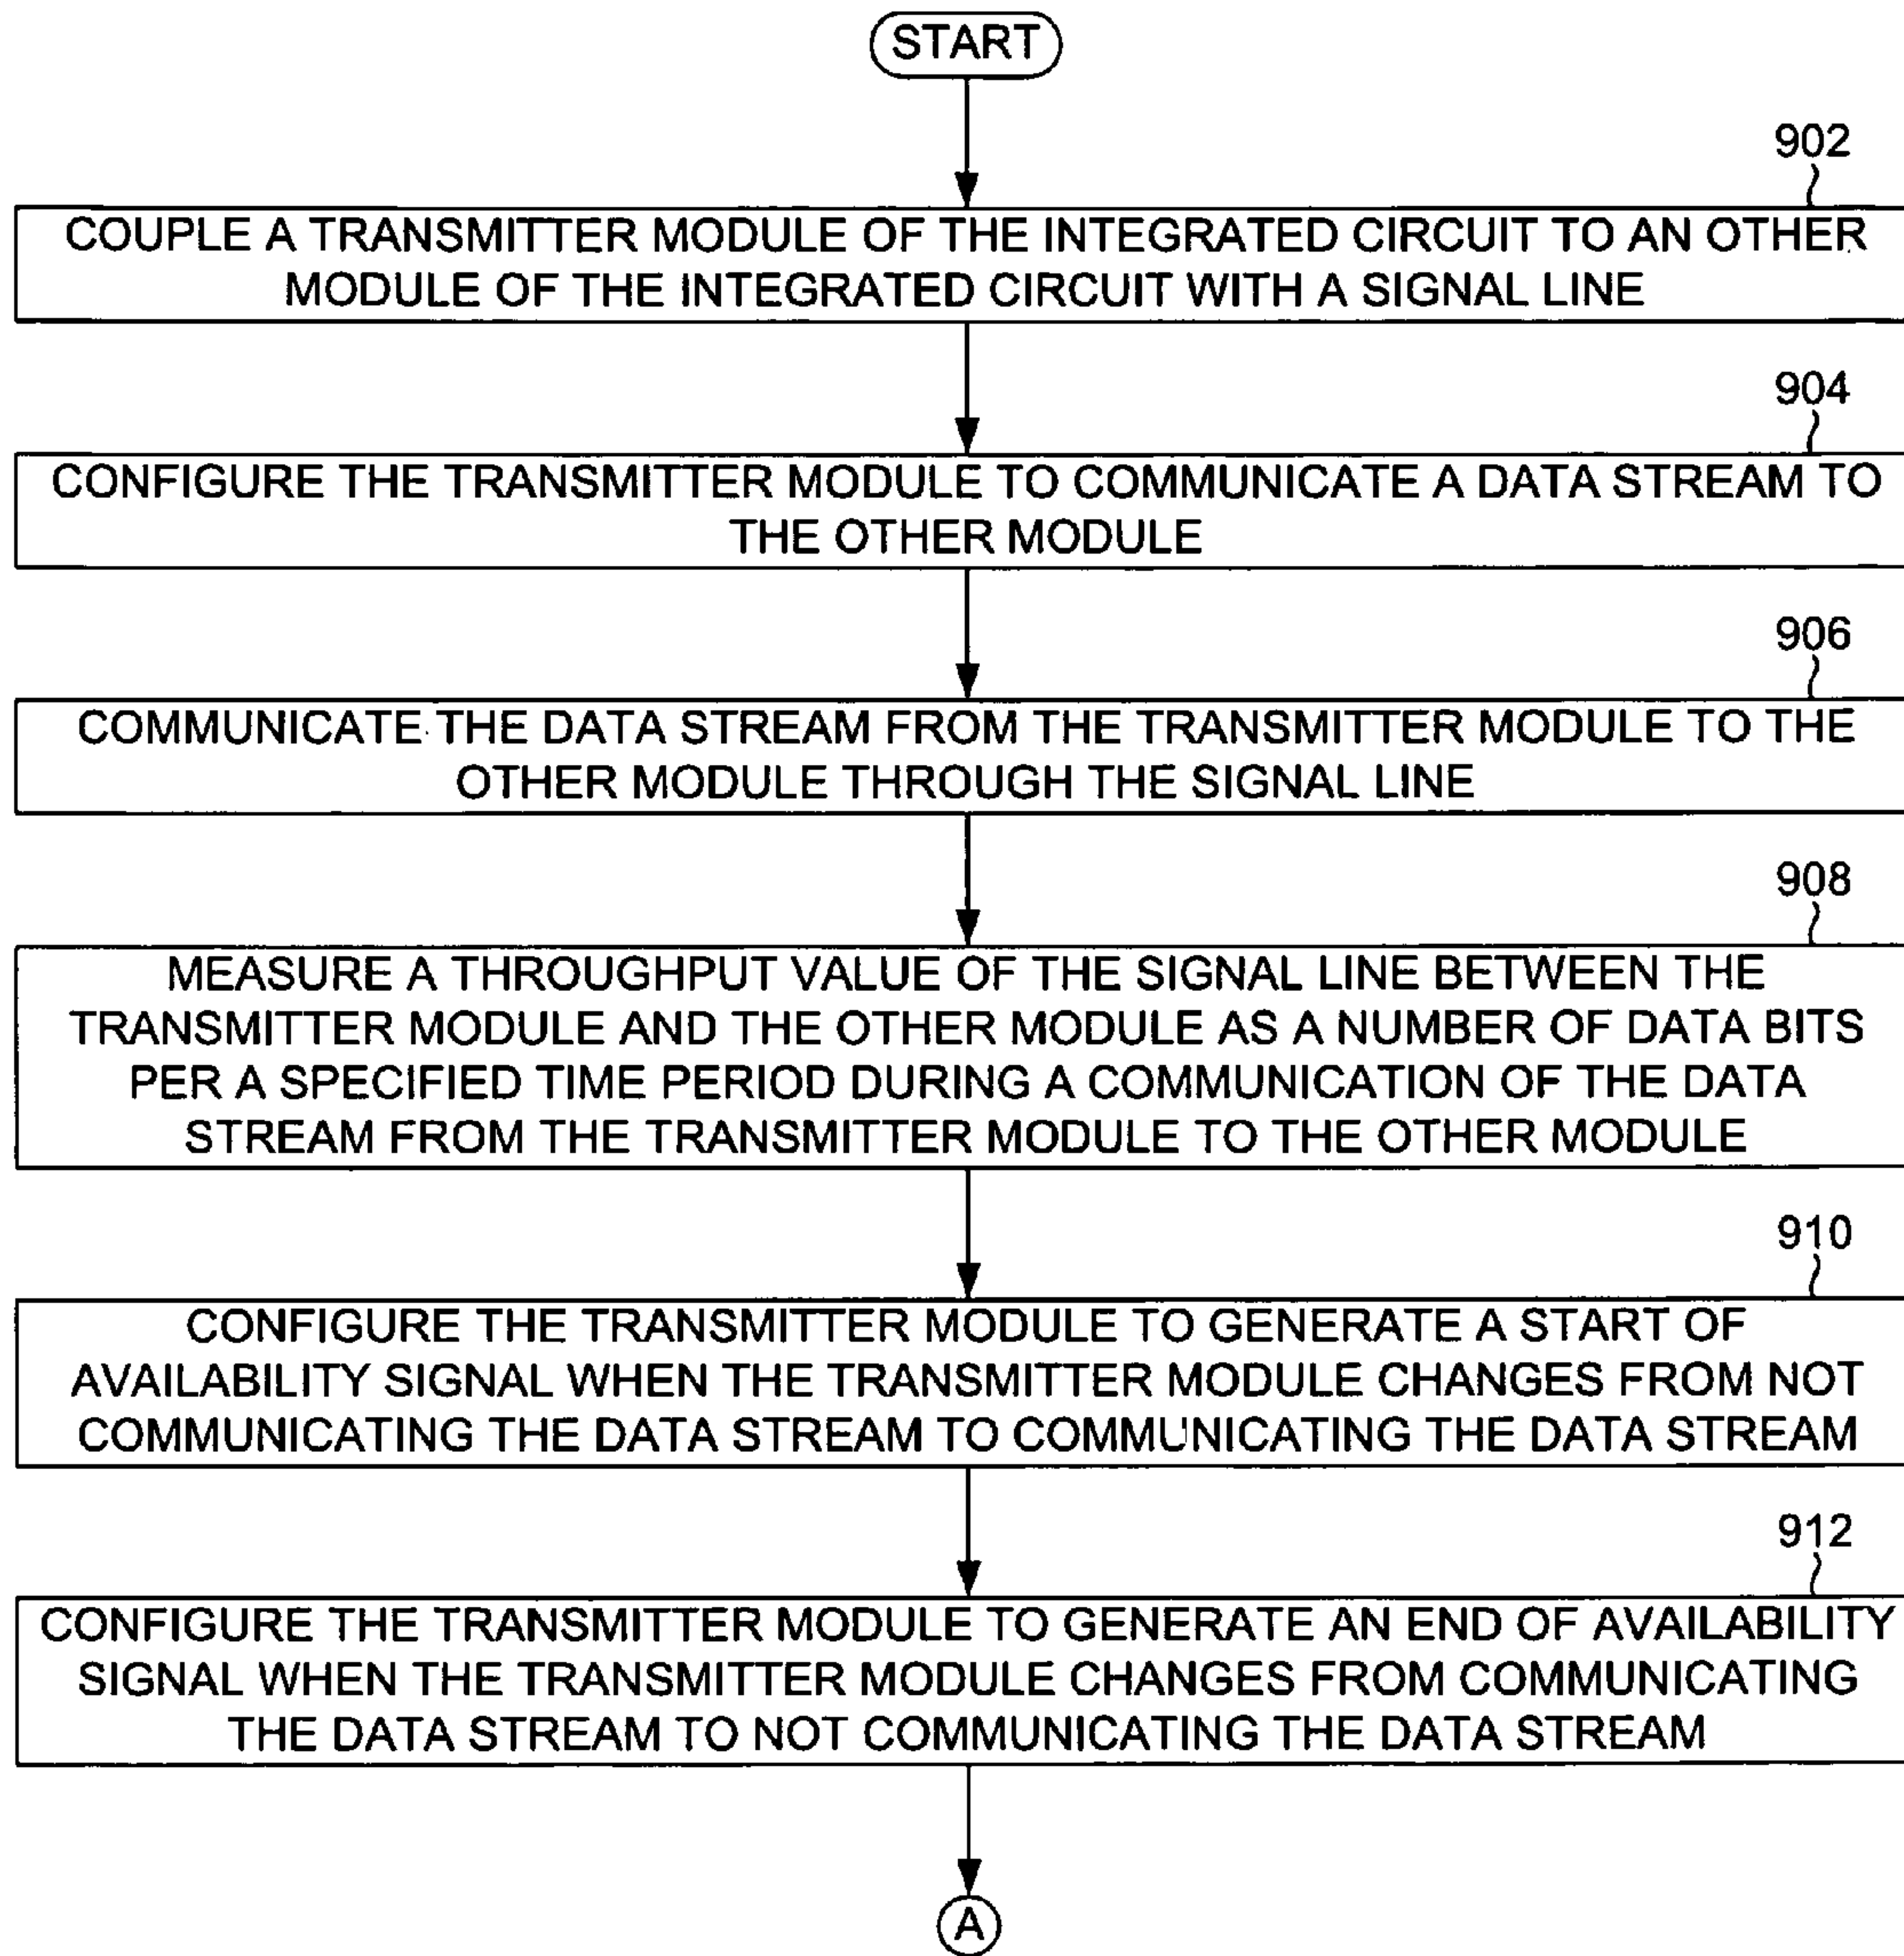 START
902
COUPLE A TRANSMITTER MODULE OF THE INTEGRATED CIRCUIT TO AN OTHER
MODULE OF THE INTEGRATED CIRCUIT WITH A SIGNAL LINE
904
CONFIGURE THE TRANSMITTER MODULE TO COMMUNICATE A DATA STREAM TO
THE OTHER MODULE
906
COMMUNICATE THE DATA STREAM FROM THE TRANSMITTER MODULE TO THE
OTHER MODULE THROUGH THE SIGNAL LINE
908
MEASURE A THROUGHPUT VALUE OF THE SIGNAL LINE BETWEEN THE
TRANSMITTER MODULE AND THE OTHER MODULE AS A NUMBER OF DATA BITS
PER A SPECIFIED TIME PERIOD DURING A COMMUNICATION OF THE DATA
STREAM FROM THE TRANSMITTER MODULE TO THE OTHER MODULE
910
CONFIGURE THE TRANSMITTER MODULE TO GENERATE A START OF
AVAILABILITY SIGNAL WHEN THE TRANSMITTER MODULE CHANGES FROM NOT
COMMUNICATING THE DATA STREAM TO COMMUNICATING THE DATA STREAM
912
CONFIGURE THE TRANSMITTER MODULE TO GENERATE AN END OF AVAILABILITY
SIGNAL WHEN THE TRANSMITTER MODULE CHANGES FROM COMMUNICATING
THE DATA STREAM TO NOT COMMUNICATING THE DATA STREAM
A